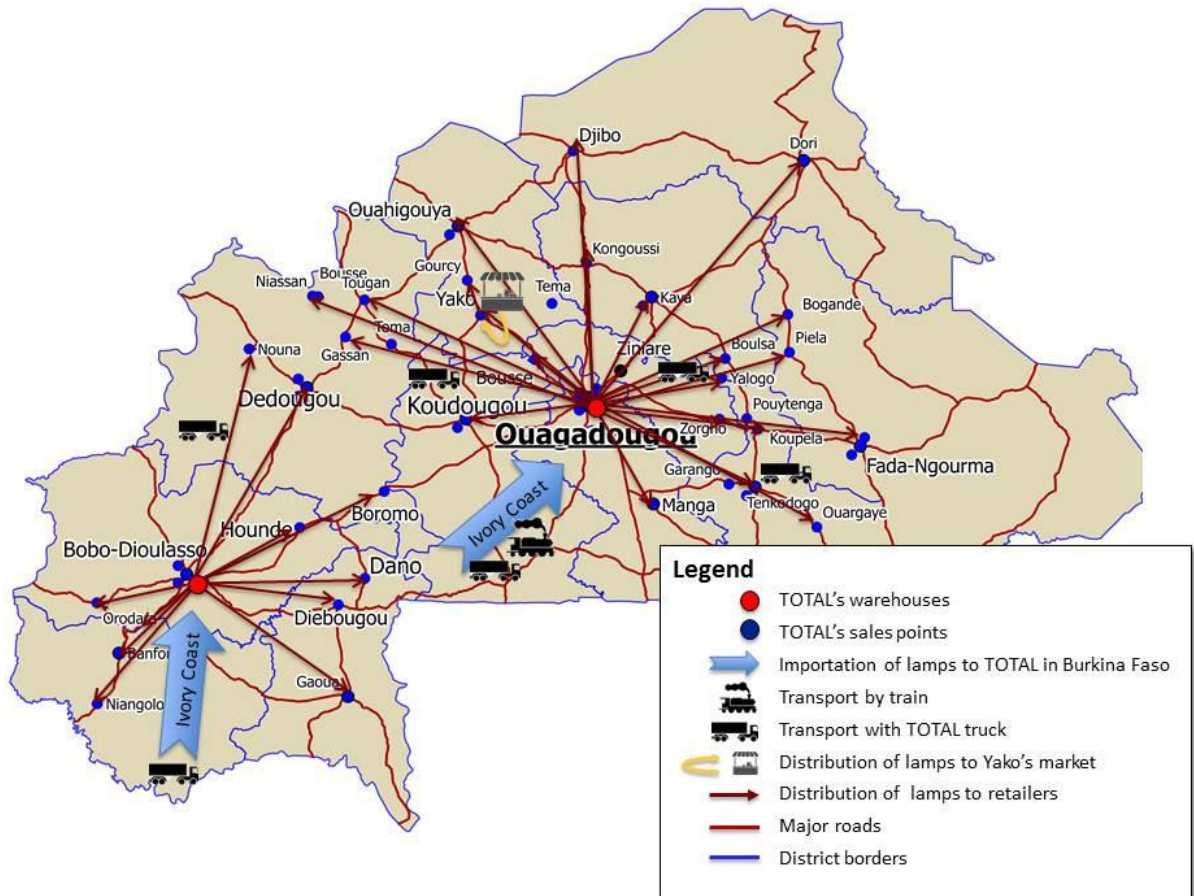 Djibo
Dori
Ouahigouya
Kongoussi
Gourcy
Niassan
Bousse
Tougan
Yako
Tema
Kaya
Bogande
Toma
Ziniare
Boulsa
Piela
Nouna
Gassan
Bousse
Yalogo
Dedougou
Koudougou
Pouytenga
Ouagadougou
Zorgho
Koupela
Fada-Ngourma
Garango
Boromo
Manga
Tenkodogo
Ouargaye
Hounde
Ivory Coast
Bobo-Dioulasso
Dano
Orodara
Diebougou
Banfora
Ivory Coast
Gaoua
Niangolo
Legend
TOTAL's warehouses
TOTAL's sales points
Importation of lamps to TOTAL in Burkina Faso
Transport by train
Transport with TOTAL truck
Distribution of lamps to Yako's market
Distribution of lamps to retailers
Major roads
District borders